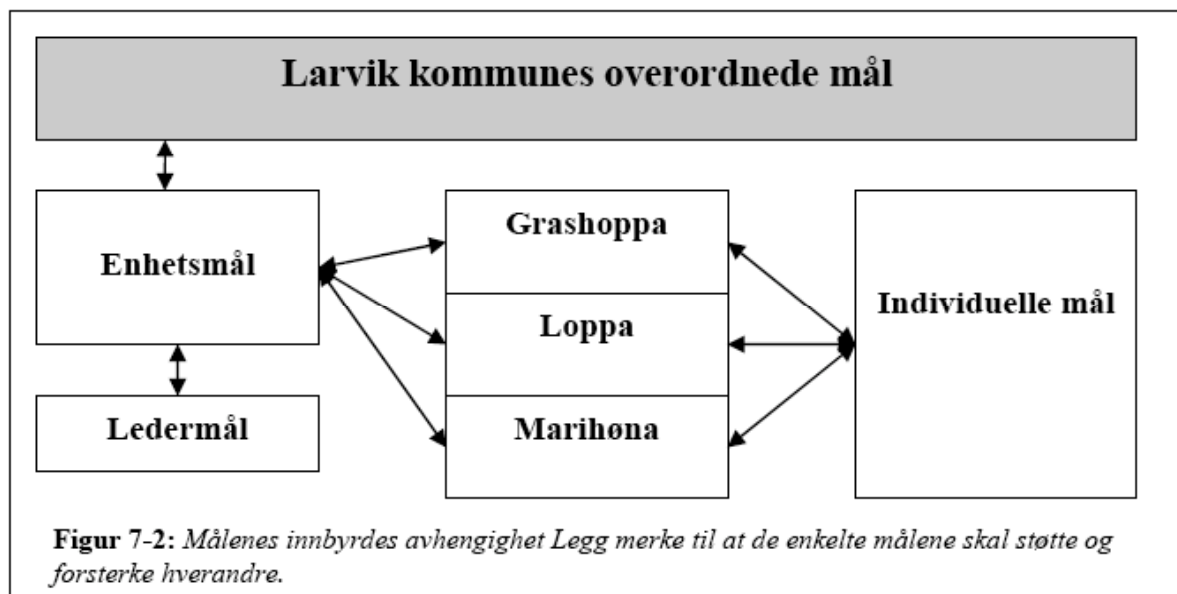 Larvik kommunes overordnede mål
Enhetsmål
Ledermål
Grashoppa
Loppa
Marihøna
Individuelle mål
Figur 7-2: Målenes innbyrdes avhengighet Legg merke til at de enkelte målene skal støtte og
forsterke hverandre.